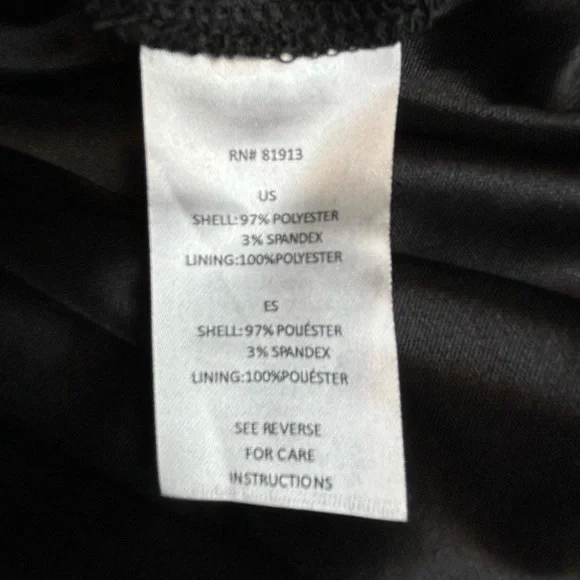 RN# 81913
US
SHELL:97% POLYESTER
3% SPANDEX
LINING:100%POLYESTER
ES
SHELL:97% POUÉSTER
3% SPANDEX
LINING:100%POUÉSTER
SEE REVERSE
FOR CARE
INSTRUCTIONS